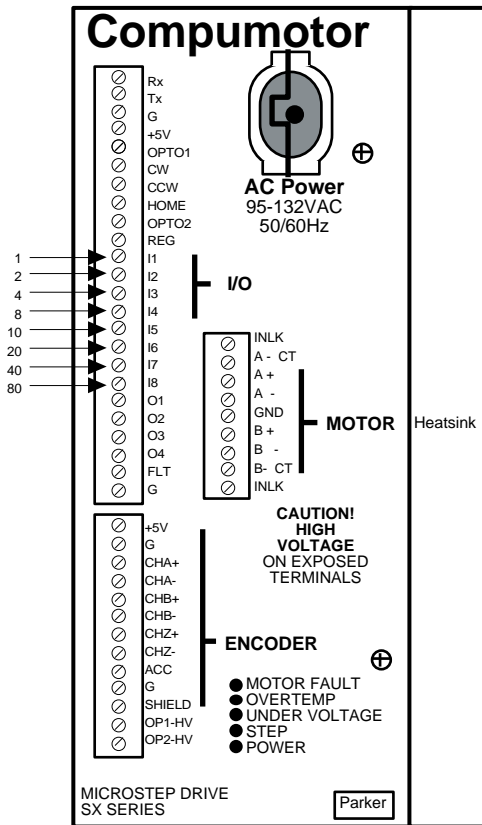 Compumotor
Rx
Tx
G
+5V
OPTO1
CW
CCW
HOME
OPTO2
REG
1 I1
2 I2
4 I3
8 I4
10 I5
20 I6
40 I7
80 I8
O1
O2
O3
O4
FLT
G
I/O
AC Power
95-132VAC
50/60Hz
INLK
A - CT
A +
A -
GND
B +
B -
B- CT
INLK
MOTOR
Heatsink
CAUTION!
HIGH
VOLTAGE
ON EXPOSED
TERMINALS
+5V
G
CHA+
CHA-
CHB+
CHB-
CHZ+
CHZ-
ACC
G
SHIELD
OP1-HV
OP2-HV
ENCODER
MOTOR FAULT
OVERTEMP
UNDER VOLTAGE
STEP
POWER
MICROSTEP DRIVE
SX SERIES
Parker